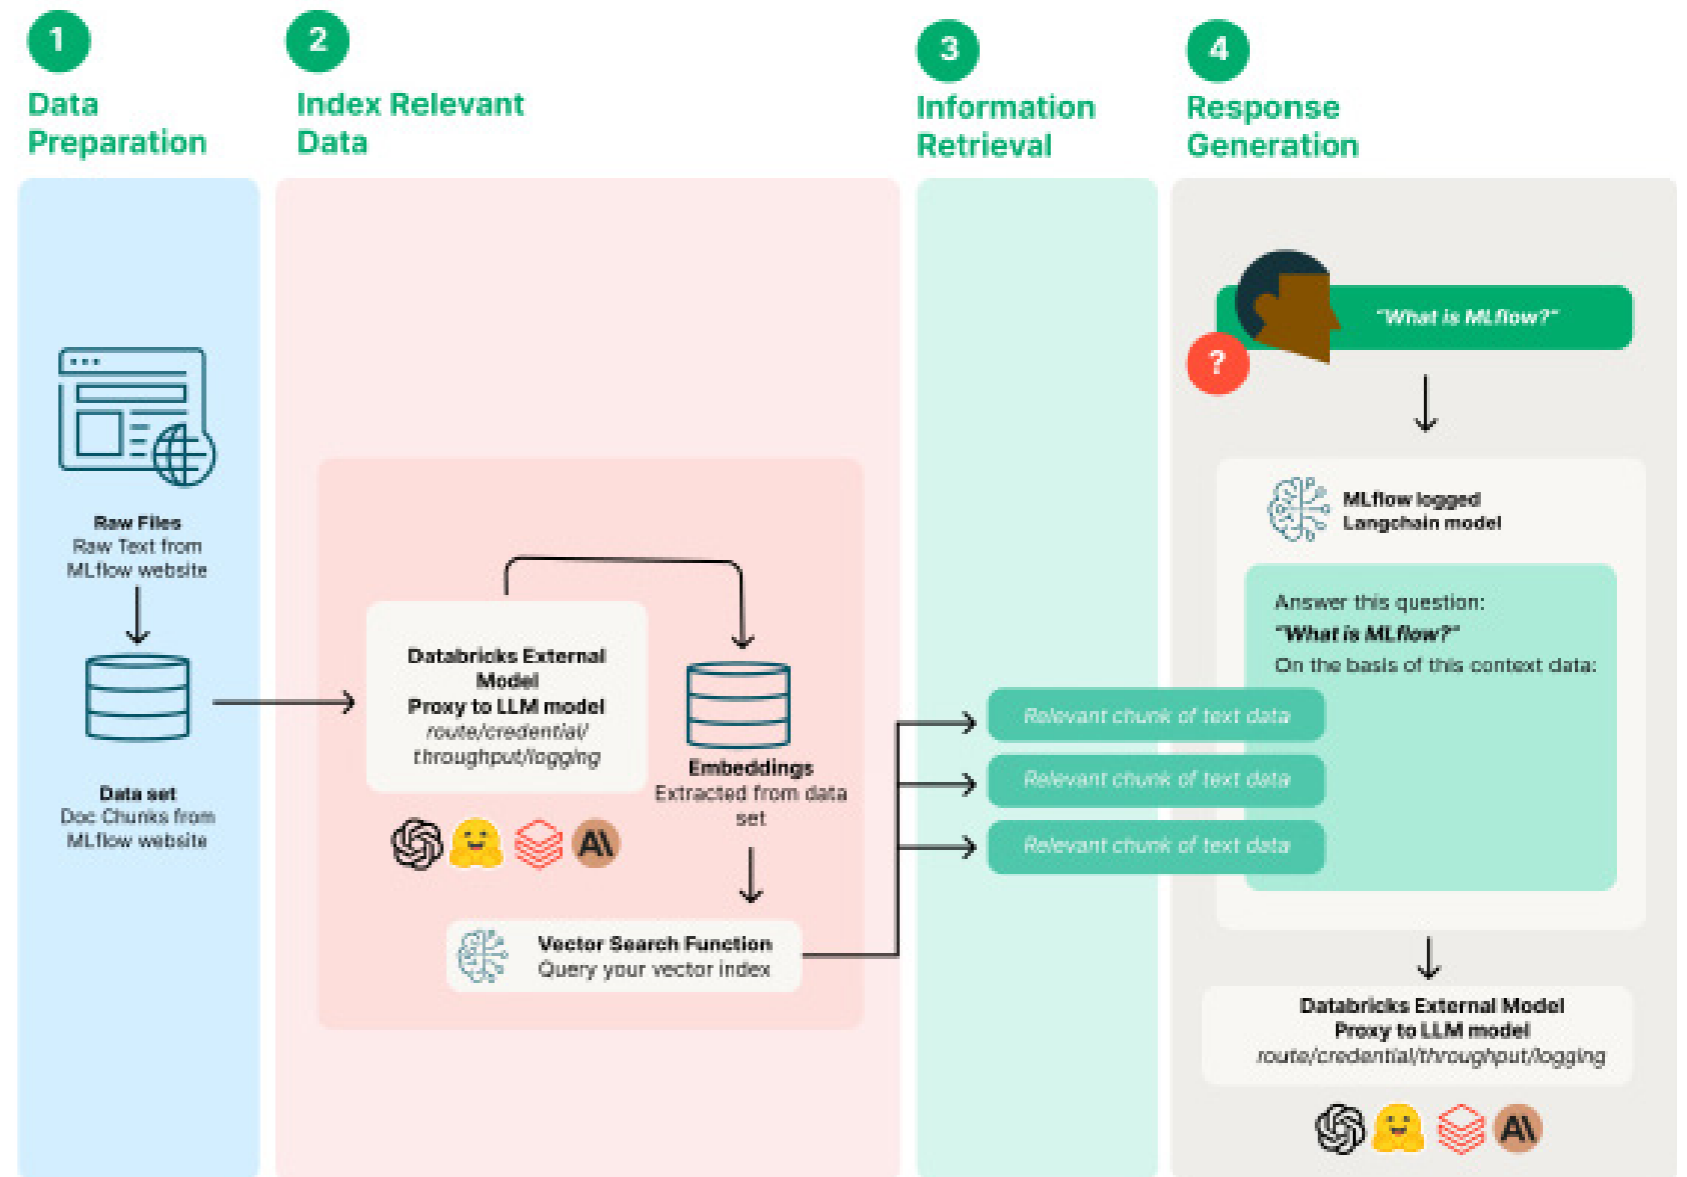 1
Data
Preparation
Raw Files
Raw Text from
MLflow website
Data set
Doc Chunks from
MLflow website
2
Index Relevant
Data
Databricks External
Model
Proxy to LLM model
route/credential/
throughput/logging
Embeddings
Extracted from data
set
Vector Search Function
Query your vector index
3
Information
Retrieval
Relevant chunk of text data
Relevant chunk of text data
Relevant chunk of text data
4
Response
Generation
"What is MLflow?"
?
MLflow logged
Langchain model
Answer this question:
"What is MLflow?"
On the basis of this context data:
Databricks External Model
Proxy to LLM model
route/credential/throughput/logging